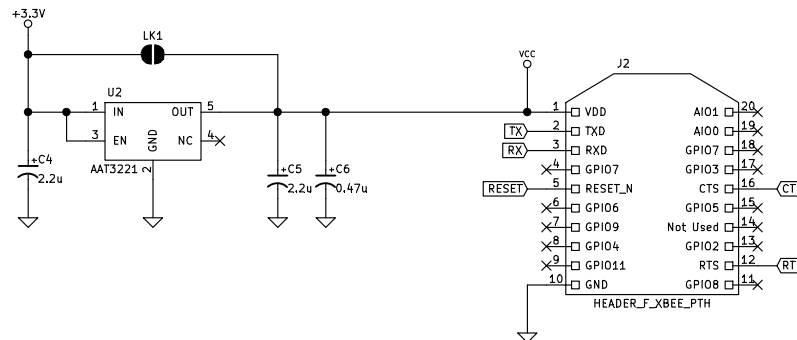 +3.3V
LK1
U2
1 IN OUT 5
3 EN GND NC 4
2
AAT3221
+C4
2.2u
+C5
2.2u
+C6
0.47u
VCC
J2
1 VDD AIO1 20
TX 2 TXD AIO0 19
RX 3 RXD GPIO7 18
4 GPIO7 GPIO3 17
RESET 5 RESET_N CTS 16 CT
6 GPIO6 GPIO5 15
7 GPIO9 Not Used 14
8 GPIO4 GPIO2 13
9 GPIO11 RTS 12 RT
10 GND GPIO8 11
HEADER_F_XBEE_PTH